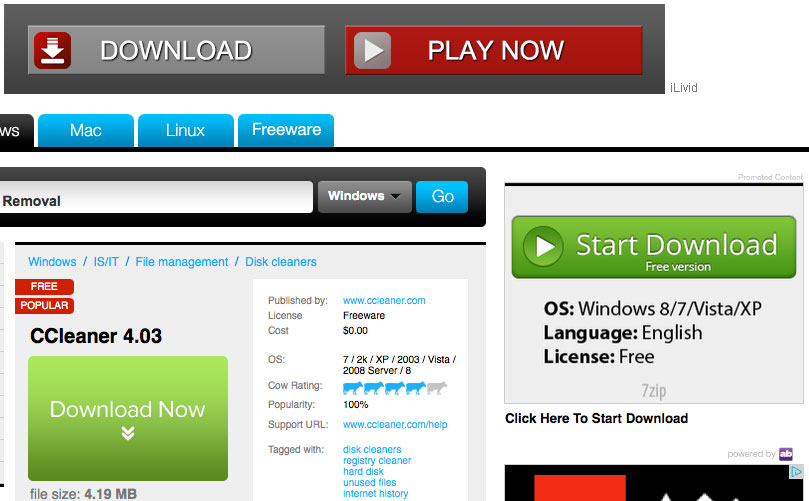 DOWNLOAD
PLAY NOW
iLivid
ws
Mac
Linux
Freeware
Promoted Content
Removal
Windows
Go
Start Download
Free version
OS: Windows 8/7/Vista/XP
Language: English
License: Free
7zip
Click Here To Start Download
powered by ab
Windows / IS/IT / File management / Disk cleaners
FREE
POPULAR
CCleaner 4.03
Download Now
file size: 4.19 MB
Published by: www.ccleaner.com
License Freeware
Cost $0.00
OS: 7 / 2k / XP / 2003 / Vista /
2008 Server / 8
Cow Rating:
Popularity: 100%
Support URL: www.ccleaner.com/help
Tagged with: disk cleaners
registry cleaner
hard disk
unused files
internet history